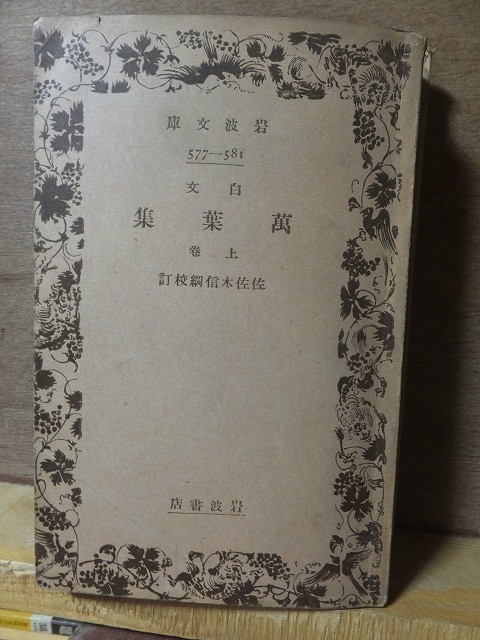 岩波文庫
577—581
白文
萬葉集
上卷
佐佐木信綱校訂
岩波書店